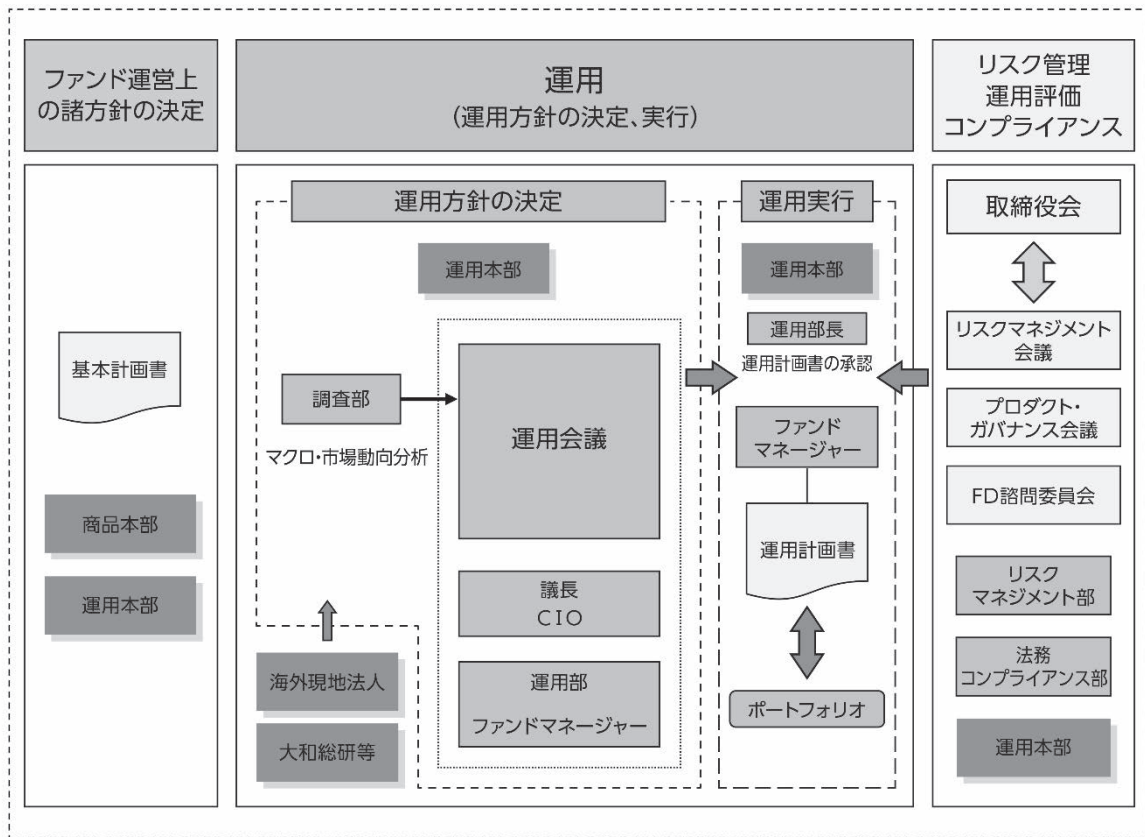 ファンド運営上
の諸方針の決定
運用
(運用方針の決定、実行)
リスク管理
運用評価
コンプライアンス
基本計画書
商品本部
運用本部
運用方針の決定
運用本部
調査部
マクロ・市場動向分析
運用会議
議長
CIO
運用部
ファンドマネージャー
海外現地法人
大和総研等
運用実行
運用本部
運用部長
運用計画書の承認
ファンド
マネージャー
運用計画書
ポートフォリオ
取締役会
リスクマネジメント
会議
プロダクト・
ガバナンス会議
FD諮問委員会
リスク
マネジメント部
法務
コンプライアンス部
運用本部